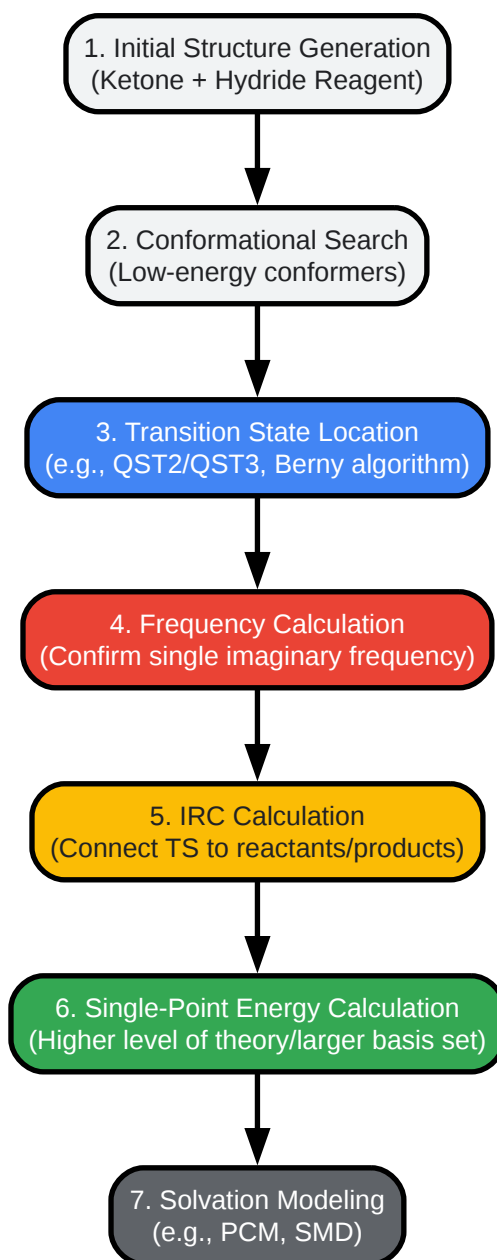 1. Initial Structure Generation
(Ketone + Hydride Reagent)
2. Conformational Search
(Low-energy conformers)
3. Transition State Location
(e.g., QST2/QST3, Berny algorithm)
4. Frequency Calculation
(Confirm single imaginary frequency)
5. IRC Calculation
(Connect TS to reactants/products)
6. Single-Point Energy Calculation
(Higher level of theory/larger basis set)
7. Solvation Modeling
(e.g., PCM, SMD)